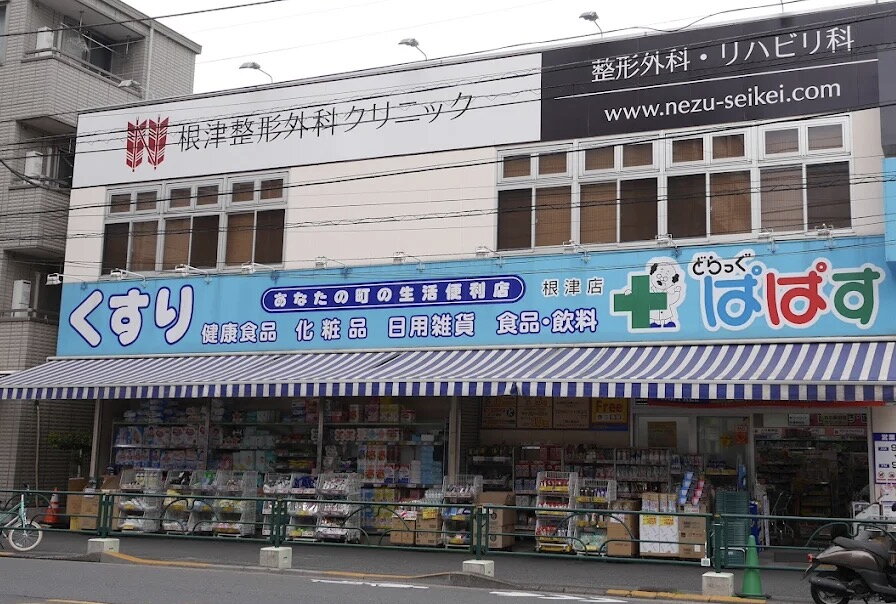 根津整形外科クリニック
整形外科・リハビリ科
www.nezu-seikei.com
くすり
あなたの町の生活便利店
健康食品 化粧品 日用雑貨 食品・飲料
根津店
どらっぐ
ぱぱす
Free